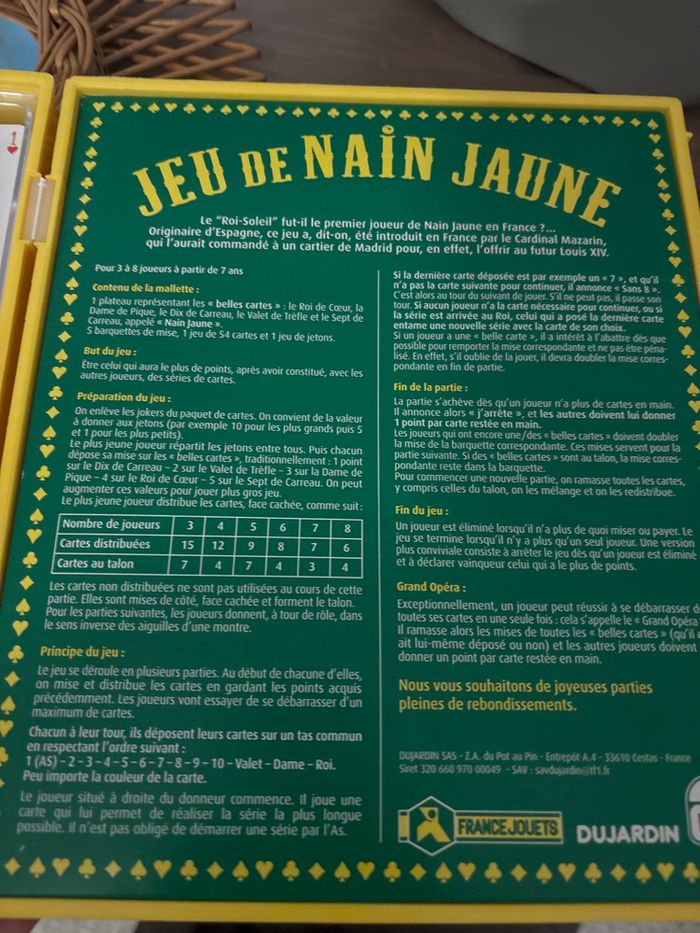 1
JEU DE NAIN JAUNE
Le "Roi-Soleil" fut-il le premier joueur de Nain Jaune en France ?...
Originaire d'Espagne, ce jeu a, dit-on, été introduit en France par le Cardinal Mazarin,
qui l'aurait commandé à un cartier de Madrid pour, en effet, l'offrir au futur Louis XIV.
Pour 3 à 8 joueurs à partir de 7 ans
Contenu de la mallette :
1 plateau représentant les « belles cartes » : le Roi de Cœur, la
Dame de Pique, le Dix de Carreau, le Valet de Trèfle et le Sept de
Carreau, appelé « Nain Jaune ».
5 barquettes de mise, 1 jeu de 54 cartes et 1 jeu de jetons.
But du jeu :
Être celui qui aura le plus de points, après avoir constitué, avec les
autres joueurs, des séries de cartes.
Préparation du jeu :
On enlève les jokers du paquet de cartes. On convient de la valeur
à donner aux jetons (par exemple 10 pour les plus grands puis 5
et 1 pour les plus petits).
Le plus jeune joueur répartit les jetons entre tous. Puis chacun
dépose sa mise sur les « belles cartes », traditionnellement : 1 point
sur le Dix de Carreau - 2 sur le Valet de Trèfle - 3 sur la Dame de
Pique - 4 sur le Roi de Cœur - 5 sur le Sept de Carreau. On peut
augmenter ces valeurs pour jouer plus gros jeu.
Le plus jeune joueur distribue les cartes, face cachée, comme suit :
Nombre de joueurs 3 4 5 6 7 8
Cartes distribuées 15 12 9 8 7 6
Cartes au talon 7 4 7 4 3 4
Les cartes non distribuées ne sont pas utilisées au cours de cette
partie. Elles sont mises de côté, face cachée et forment le talon.
Pour les parties suivantes, les joueurs donnent, à tour de rôle, dans
le sens inverse des aiguilles d'une montre.
Principe du jeu :
Le jeu se déroule en plusieurs parties. Au début de chacune d'elles,
on mise et distribue les cartes en gardant les points acquis
précédemment. Les joueurs vont essayer de se débarrasser d'un
maximum de cartes.
Chacun à leur tour, ils déposent leurs cartes sur un tas commun
en respectant l'ordre suivant :
1 (AS) - 2 - 3 - 4 - 5 - 6 - 7 - 8 - 9 - 10 - Valet - Dame - Roi.
Peu importe la couleur de la carte.
Le joueur situé à droite du donneur commence. Il joue une
carte qui lui permet de réaliser la série la plus longue
possible. Il n'est pas obligé de démarrer une série par l'As.
Si la dernière carte déposée est par exemple un « 7 », et qu'il
n'a pas la carte suivante pour continuer, il annonce « Sans 8 ».
C'est alors au tour du suivant de jouer. S'il ne peut pas, il passe son
tour. Si aucun joueur n'a la carte nécessaire pour continuer, ou si
la série est arrivée au Roi, celui qui a posé la dernière carte
entame une nouvelle série avec la carte de son choix.
Si un joueur a une « belle carte », il a intérêt à l'abattre dès que
possible pour remporter la mise correspondante et ne pas être péna-
lisé. En effet, s'il oublie de la jouer, il devra doubler la mise corres-
pondante en fin de partie.
Fin de la partie :
La partie s'achève dès qu'un joueur n'a plus de cartes en main.
Il annonce alors « j'arrête », et les autres doivent lui donner
1 point par carte restée en main.
Les joueurs qui ont encore une/des « belles cartes » doivent doubler
la mise de la barquette correspondante. Ces mises servent pour la
partie suivante. Si des « belles cartes » sont au talon, la mise corres-
pondante reste dans la barquette.
Pour commencer une nouvelle partie, on ramasse toutes les cartes,
y compris celles du talon, on les mélange et on les redistribue.
Fin du jeu :
Un joueur est éliminé lorsqu'il n'a plus de quoi miser ou payer. Le
jeu se termine lorsqu'il n'y a plus qu'un seul joueur. Une version
plus conviviale consiste à arrêter le jeu dès qu'un joueur est éliminé
et à déclarer vainqueur celui qui a le plus de points.
Grand Opéra :
Exceptionnellement, un joueur peut réussir à se débarrasser d
toutes ses cartes en une seule fois : cela s'appelle le « Grand Opéra
Il ramasse alors les mises de toutes les « belles cartes » (qu'il
ait lui-même déposé ou non) et les autres joueurs doivent
donner un point par carte restée en main.
Nous vous souhaitons de joyeuses parties
pleines de rebondissements.
DUJARDIN SAS - Z.A. du Pot au Pin - Entrepôt A.4 - 33610 Cestas - France
Siret 320 660 970 00049 - SAV : savdujardin@tf1.fr
FRANCE JOUETS
DUJARDIN